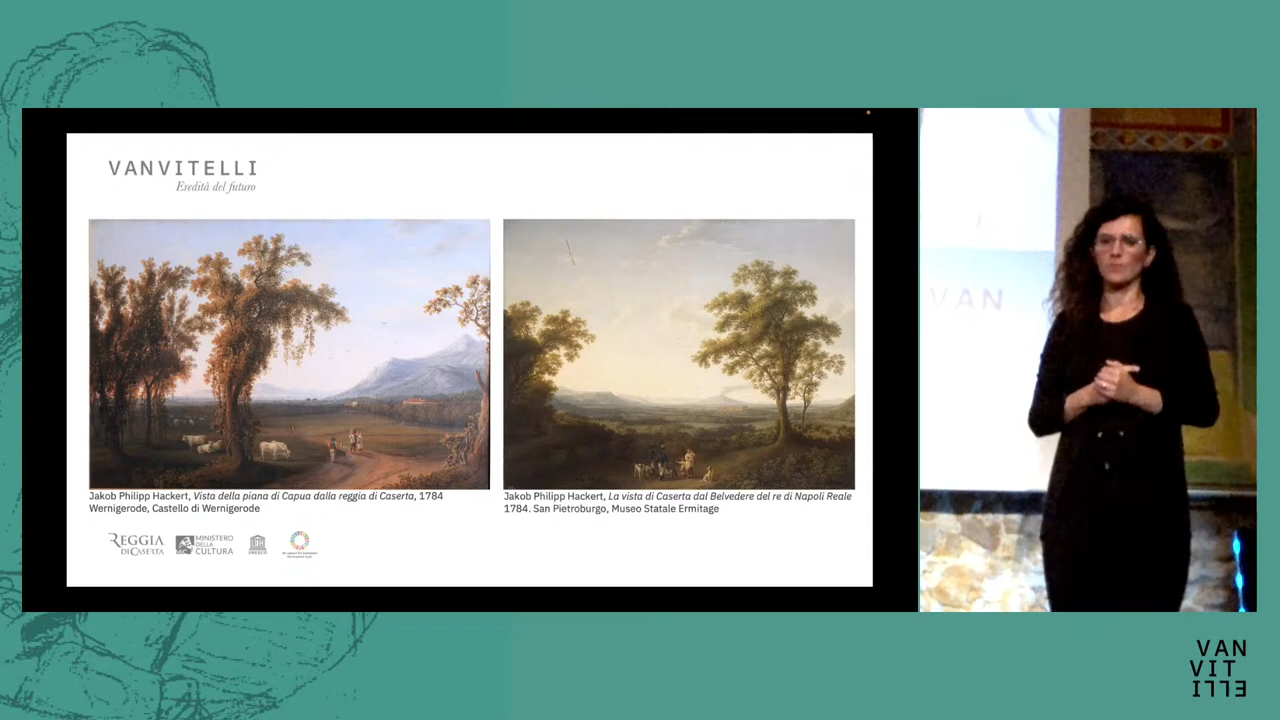 VANVITELLI
Eredità del futuro
Jakob Philipp Hackert, Vista della piana di Capua dalla reggia di Caserta, 1784
Wernigerode, Castello di Wernigerode
Jakob Philipp Hackert, La vista di Caserta dal Belvedere del re di Napoli Reale
1784. San Pietroburgo, Museo Statale Ermitage
REGGIA
DI CASERTA
MINISTERO
DELLA
CULTURA
unesco
VAN
VAN
VIT
ELLI